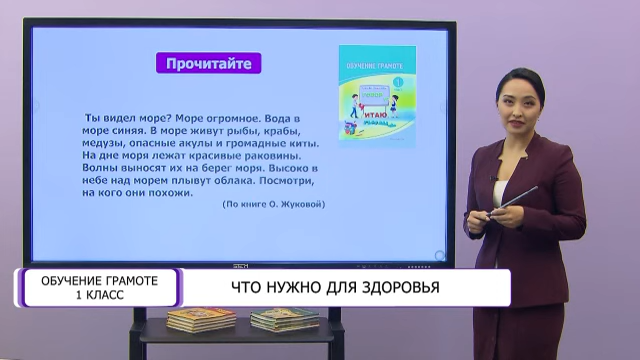 Прочитайте
ОБУЧЕНИЕ ГРАМОТЕ
1
ЧИТАЮ
Ты видел море? Море огромное. Вода в
море синяя. В море живут рыбы, крабы,
медузы, опасные акулы и громадные киты.
На дне моря лежат красивые раковины.
Волны выносят их на берег моря. Высоко в
небе над морем плывут облака. Посмотри,
на кого они похожи.
(По книге О. Жуковой)
ОБУЧЕНИЕ ГРАМОТЕ
1 КЛАСС
ЧТО НУЖНО ДЛЯ ЗДОРОВЬЯ